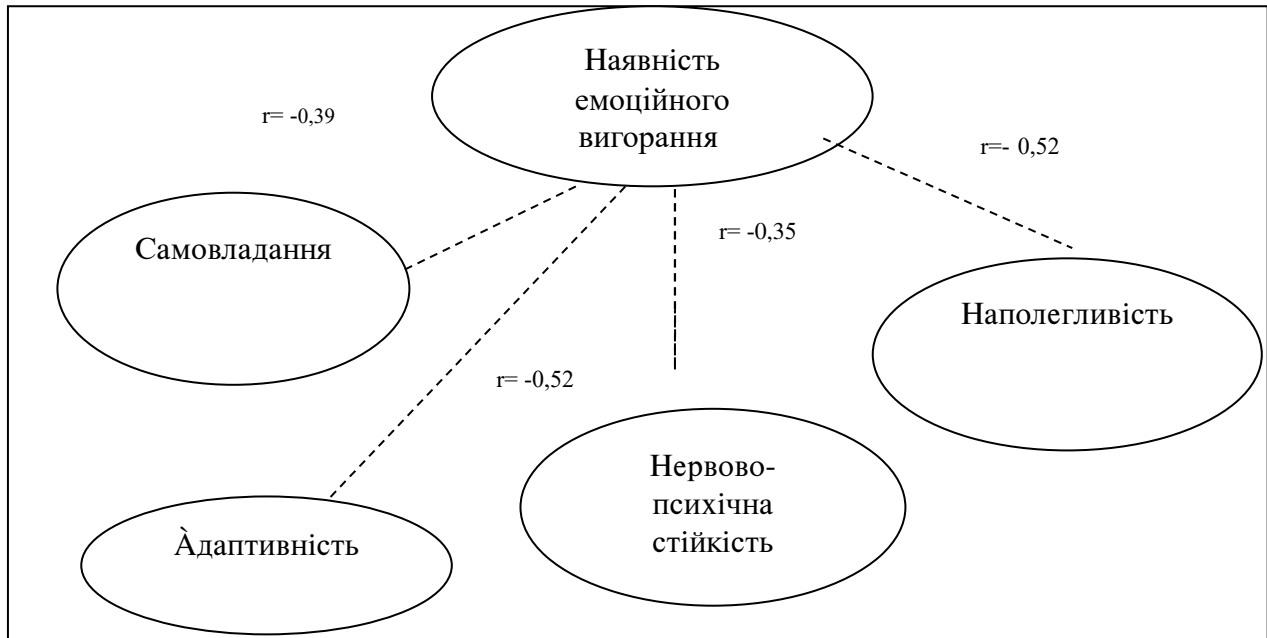 Наявність
емоційного
вигорання
r= -0,39
r=- 0,52
Самовладання
r= -0,35
Наполегливість
r= -0,52
Нервово-
психічна
стійкість
Àдаптивність